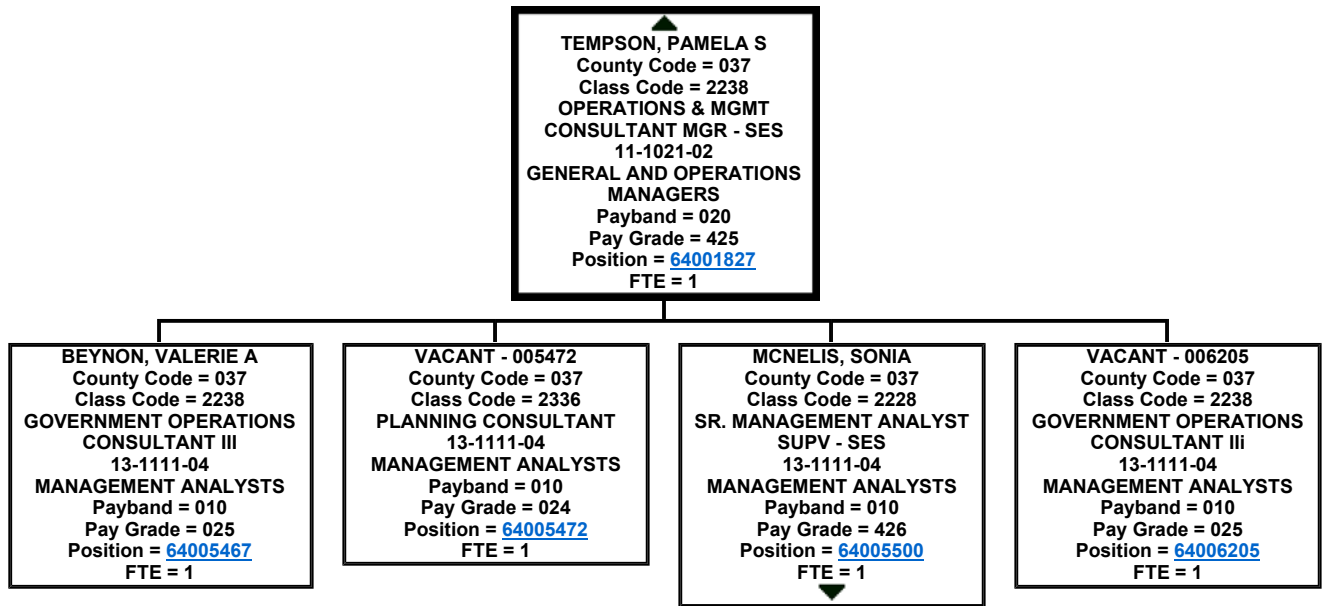 TEMPSON, PAMELA S
County Code = 037
Class Code = 2238
OPERATIONS & MGMT
CONSULTANT MGR - SES
11-1021-02
GENERAL AND OPERATIONS
MANAGERS
Payband = 020
Pay Grade = 425
Position = 64001827
FTE = 1
BEYNON, VALERIE A
County Code = 037
Class Code = 2238
GOVERNMENT OPERATIONS
CONSULTANT III
13-1111-04
MANAGEMENT ANALYSTS
Payband = 010
Pay Grade = 025
Position = 64005467
FTE = 1
VACANT - 005472
County Code = 037
Class Code = 2336
PLANNING CONSULTANT
13-1111-04
MANAGEMENT ANALYSTS
Payband = 010
Pay Grade = 024
Position = 64005472
FTE = 1
MCNELIS, SONIA
County Code = 037
Class Code = 2228
SR. MANAGEMENT ANALYST
SUPV - SES
13-1111-04
MANAGEMENT ANALYSTS
Payband = 010
Pay Grade = 426
Position = 64005500
FTE = 1
VACANT - 006205
County Code = 037
Class Code = 2238
GOVERNMENT OPERATIONS
CONSULTANT IIi
13-1111-04
MANAGEMENT ANALYSTS
Payband = 010
Pay Grade = 025
Position = 64006205
FTE = 1